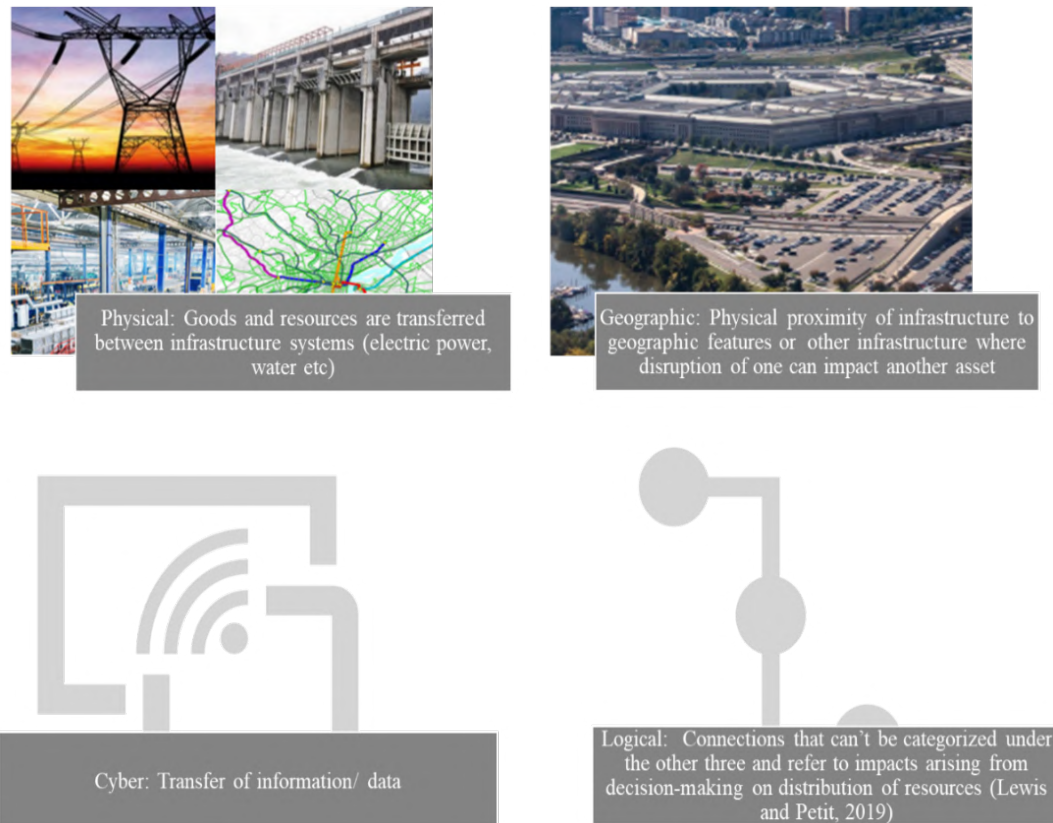 Physical: Goods and resources are transferred
between infrastructure systems (electric power,
water etc)
Geographic: Physical proximity of infrastructure to
geographic features or other infrastructure where
disruption of one can impact another asset
Cyber: Transfer of information/ data
Logical:  Connections that can’t be categorized under
the other three and refer to impacts arising from
decision-making on distribution of resources (Lewis
and Petit, 2019)